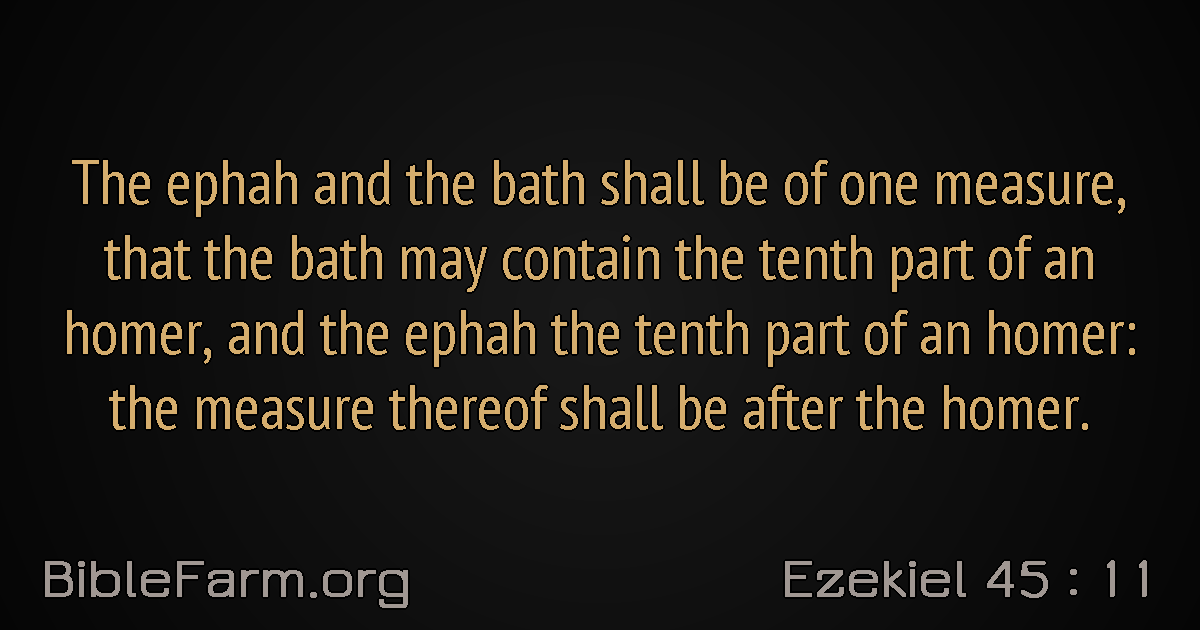 The ephah and the bath shall be of one measure,
that the bath may contain the tenth part of an
homer, and the ephah the tenth part of an homer:
the measure thereof shall be after the homer.
BibleFarm.org
Ezekiel 45 : 11